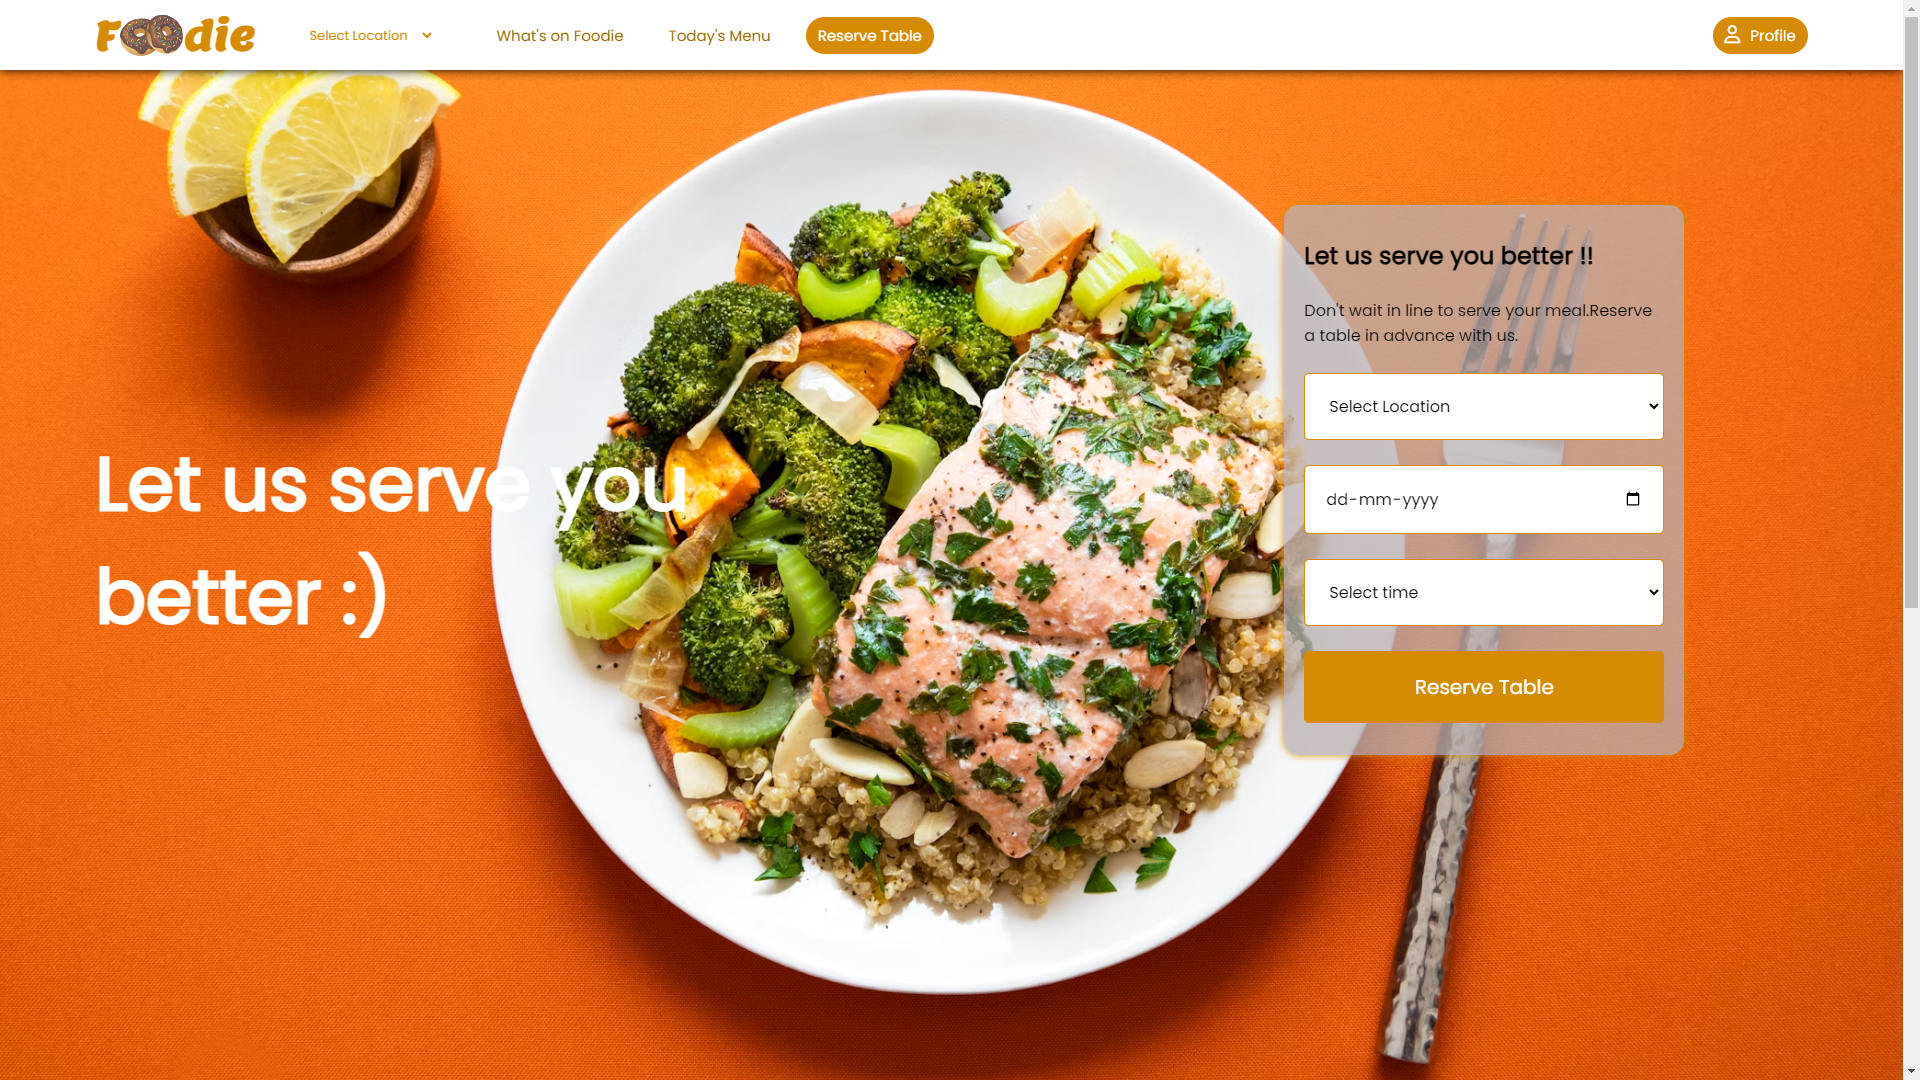 Foodie
Select Location
What's on Foodie
Today's Menu
Reserve Table
Profile
Let us serve you
better :)
Let us serve you better !!
Don't wait in line to serve your meal.Reserve
a table in advance with us.
Select Location
dd-mm-yyyy
Select time
Reserve Table